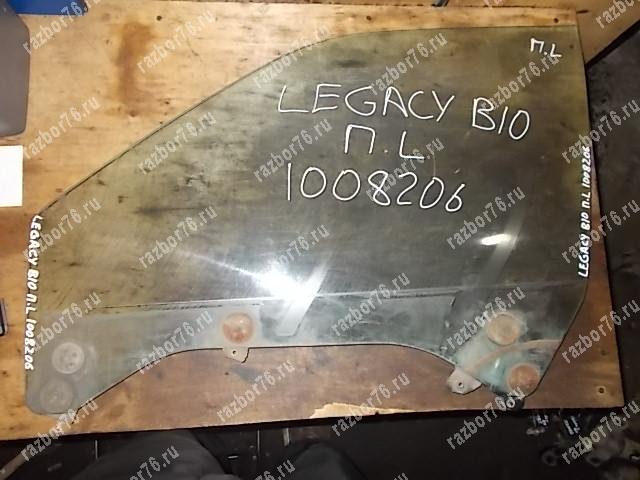 П.L
LEGACY B10
П.L
1008206
LEGACY B10 П.L 1008206
LEGACY B10 П.L 1008206
razbor76.ru